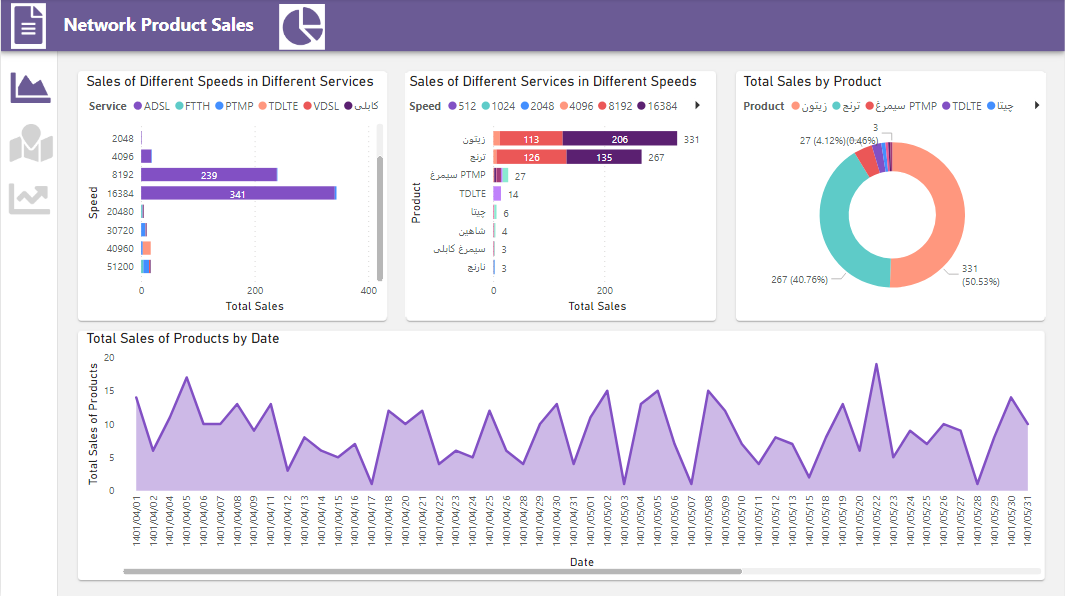 Network Product Sales
Sales of Different Speeds in Different Services
Service ADSL FTTH PTMP TDLTE VDSL کابلی
Speed
2048
4096
8192 239
16384 341
20480
30720
40960
51200
0 200 400
Total Sales
Sales of Different Services in Different Speeds
Speed 512 1024 2048 4096 8192 16384
Product
زیتون 113 206 331
ترنج 126 135 267
سیمرغ PTMP 27
TDLTE 14
چیتا 6
شاهین 4
سیمرغ کابلی 3
نارنج 3
0 200
Total Sales
Total Sales by Product
Product زیتون ترنج سیمرغ PTMP TDLTE چیتا
3
27 (4.12%) (0.46%)
267 (40.76%)
331
(50.53%)
Total Sales of Products by Date
Total Sales of Products
20
15
10
5
0
1401/04/01 1401/04/02 1401/04/04 1401/04/05 1401/04/06 1401/04/07 1401/04/08 1401/04/09 1401/04/11 1401/04/12 1401/04/13 1401/04/14 1401/04/15 1401/04/16 1401/04/17 1401/04/18 1401/04/20 1401/04/21 1401/04/22 1401/04/23 1401/04/24 1401/04/25 1401/04/26 1401/04/28 1401/04/29 1401/04/30 1401/04/31 1401/05/01 1401/05/02 1401/05/03 1401/05/04 1401/05/05 1401/05/06 1401/05/07 1401/05/08 1401/05/09 1401/05/10 1401/05/11 1401/05/12 1401/05/13 1401/05/15 1401/05/18 1401/05/19 1401/05/20 1401/05/22 1401/05/23 1401/05/24 1401/05/25 1401/05/26 1401/05/27 1401/05/28 1401/05/29 1401/05/30 1401/05/31
Date